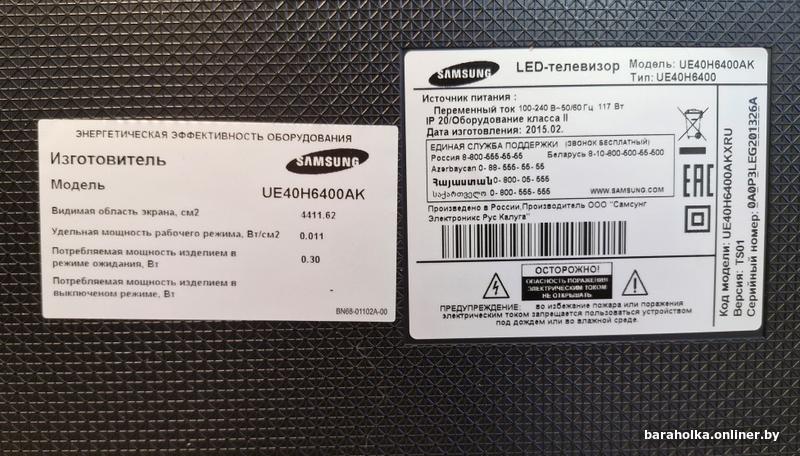 ЭНЕРГЕТИЧЕСКАЯ ЭФФЕКТИВНОСТЬ ОБОРУДОВАНИЯ
Изготовитель SAMSUNG
Модель UE40H6400AK
Видимая область экрана, см2 4411.62
Удельная мощность рабочего режима, Вт/см2 0.011
Потребляемая мощность изделием в
режиме ожидания, Вт 0.30
Потребляемая мощность изделием в
выключеном режиме, Вт -
BN68-01102A-00
SAMSUNG LED-телевизор Модель: UE40H6400AK
Тип: UE40H6400
Источник питания :
Переменный ток 100-240 В~50/60 Гц 117 Вт
IP 20/Оборудование класса II
Дата изготовления: 2015.02.
ЕДИНАЯ СЛУЖБА ПОДДЕРЖКИ (ЗВОНОК БЕСПЛАТНЫЙ)
Россия 8-800-555-55-55 Беларусь 8-10-800-500-55-500
Azərbaycan 0- 88- 555- 55- 55
Հայաստան 0- 800- 05- 555
საქართველო 0- 800- 555- 555 WWW.SAMSUNG.COM
Произведено в России,Производитель ООО "Самсунг
Электроникс Рус Калуга"
ОСТОРОЖНО!
ОПАСНОСТЬ ПОРАЖЕНИЯ
ЭЛЕКТРИЧЕСКИМ ТОКОМ
НЕ ОТКРЫВАТЬ
ПРЕДУПРЕЖДЕНИЕ: во избежание пожара или поражения
электрическим током запрещается пользоваться устройством
под дождем или во влажной среде.
EAC
Код модели: UE40H6400AKXRU
Версия: TS01
Серийный номер: 0A0P3LEG201326A
baraholka.onliner.by